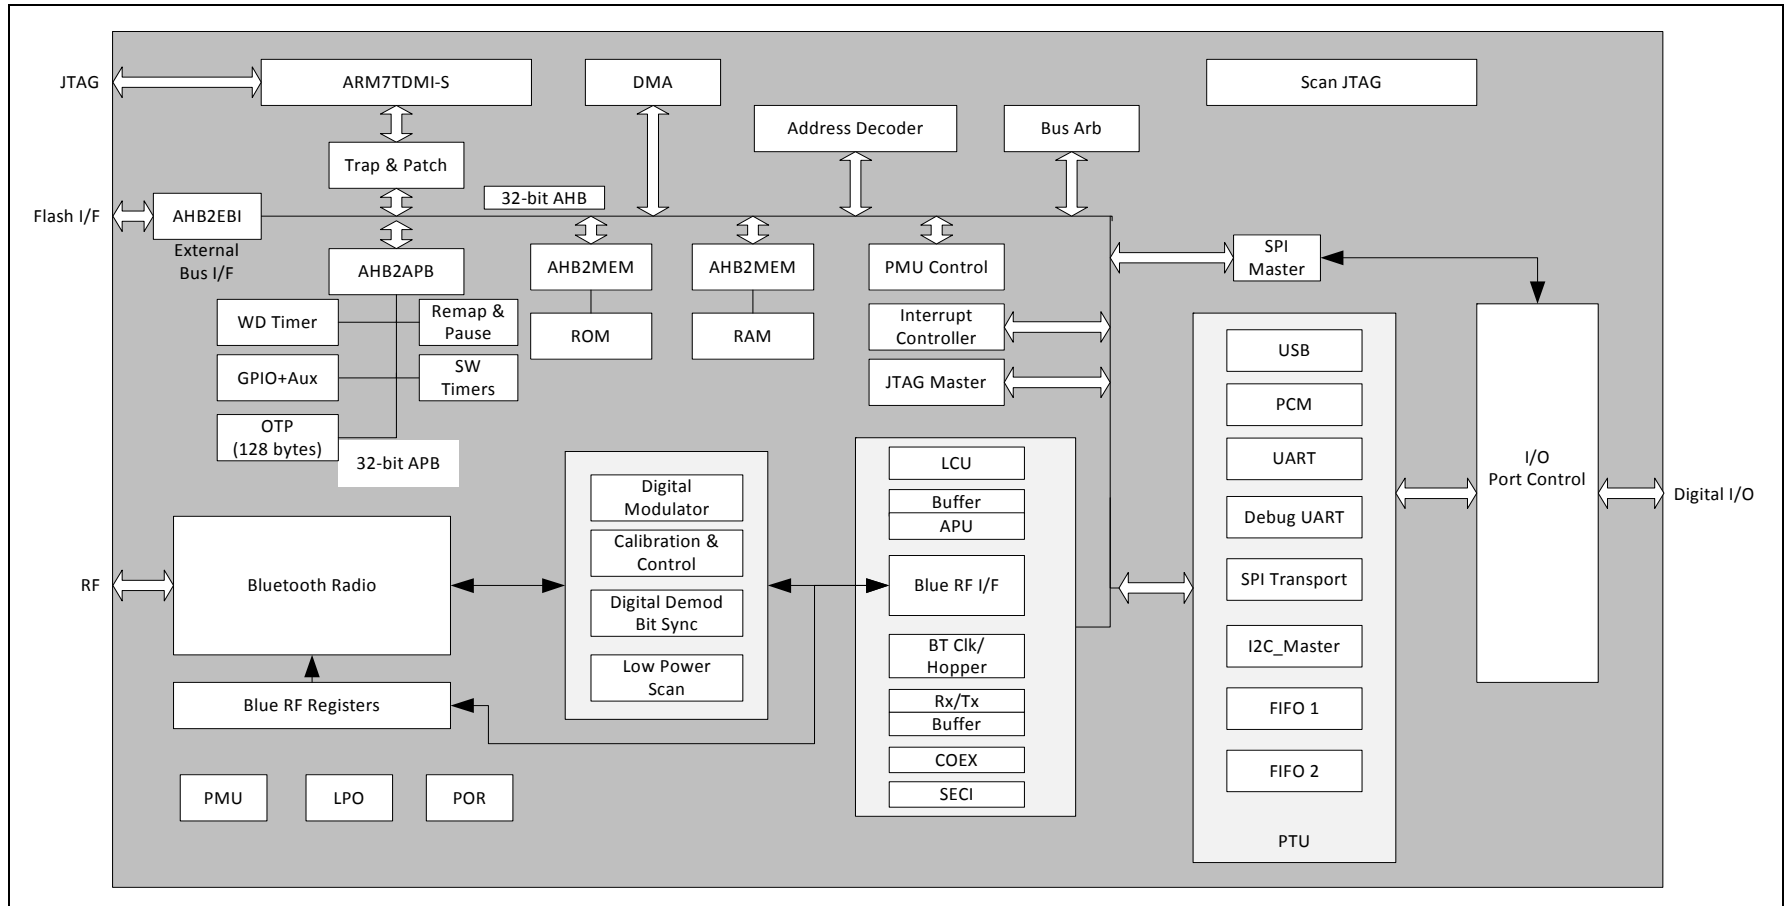 JTAG
ARM7TDMI-S
DMA
Scan JTAG
Address Decoder
Bus Arb
Trap & Patch
32-bit AHB
Flash I/F
AHB2EBI
External
Bus I/F
AHB2APB
AHB2MEM
AHB2MEM
PMU Control
SPI
Master
WD Timer
Remap &
Pause
ROM
RAM
Interrupt
Controller
GPIO+Aux
SW
Timers
JTAG Master
OTP
(128 bytes)
32-bit APB
USB
PCM
UART
Debug UART
SPI Transport
I2C_Master
FIFO 1
FIFO 2
PTU
I/O
Port Control
Digital I/O
LCU
Buffer
APU
Blue RF I/F
BT Clk/
Hopper
Rx/Tx
Buffer
COEX
SECI
Digital
Modulator
Calibration &
Control
Digital Demod
Bit Sync
Low Power
Scan
RF
Bluetooth Radio
Blue RF Registers
PMU
LPO
POR